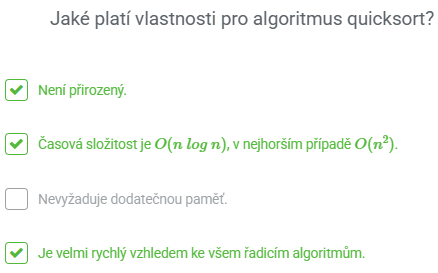 Jaké platí vlastnosti pro algoritmus quicksort?
Není přirozený.
Časová složitost je O(n log n), v nejhorším případě O(n²).
Nevyžaduje dodatečnou paměť.
Je velmi rychlý vzhledem ke všem řadicím algoritmům.